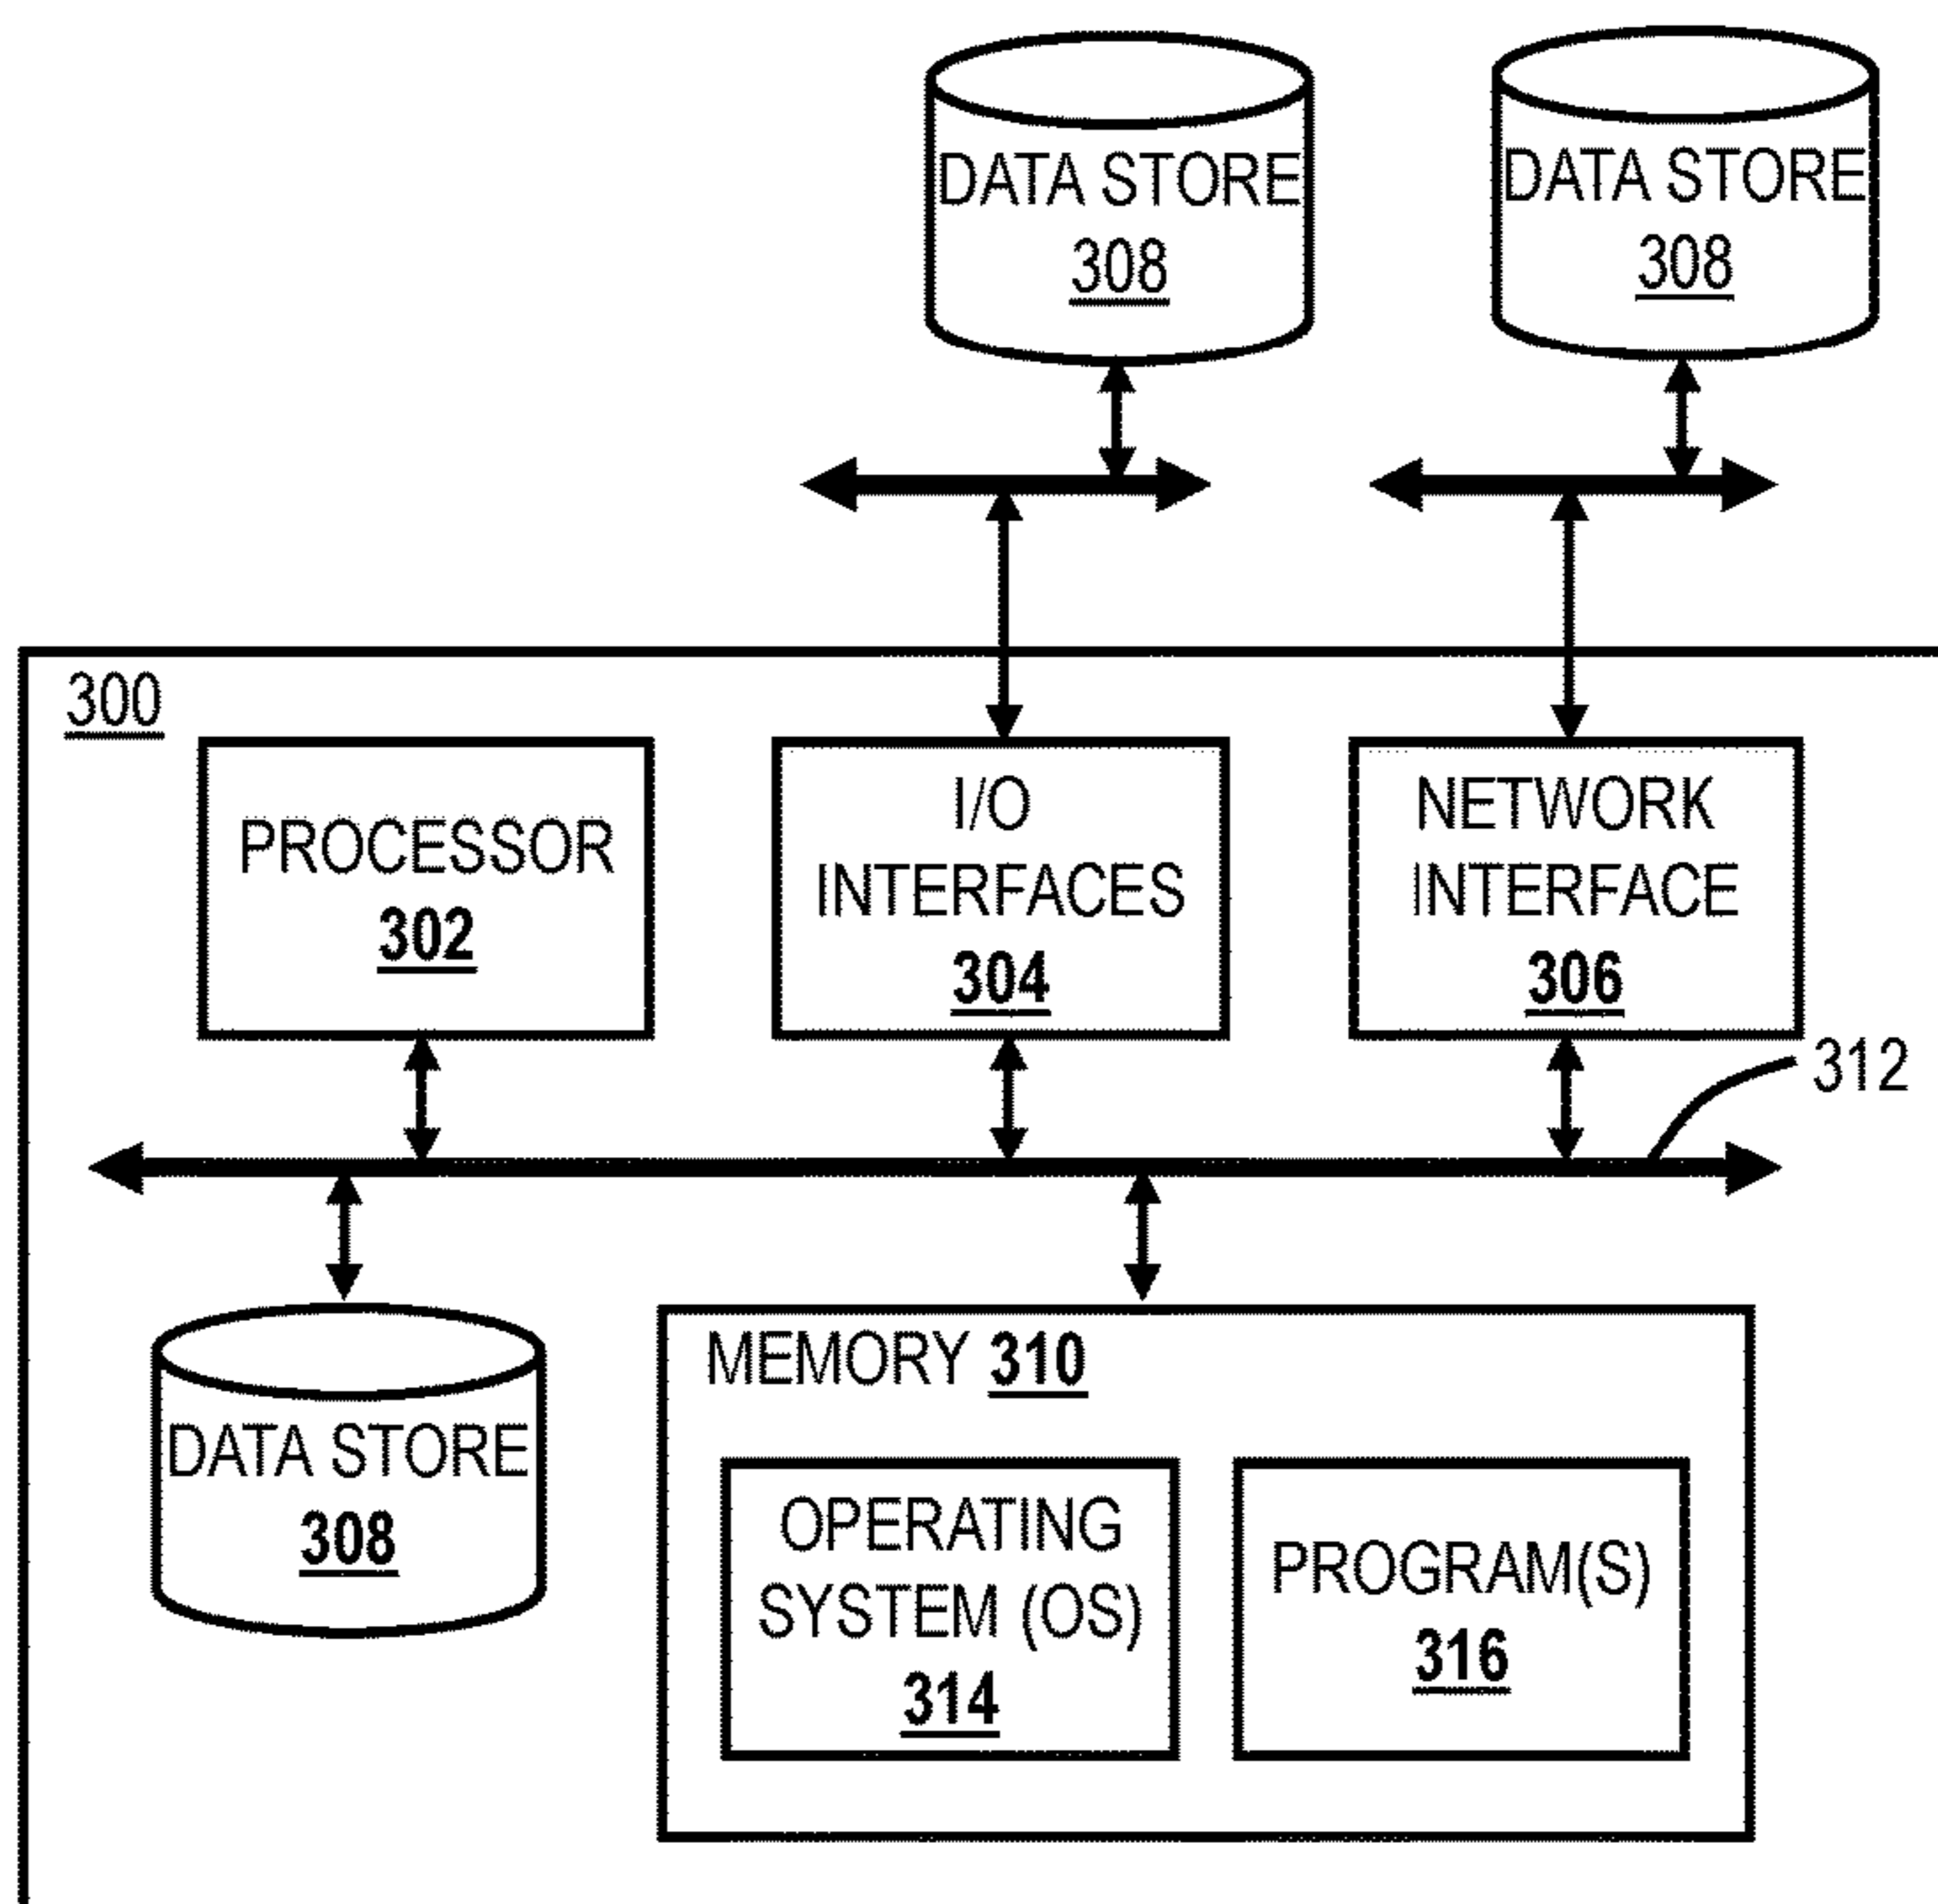 DATA STORE
308
DATA STORE
308
300
PROCESSOR
302
I/O
INTERFACES
304
NETWORK
INTERFACE
306
312
DATA STORE
308
MEMORY 310
OPERATING
SYSTEM (OS)
314
PROGRAM(S)
316